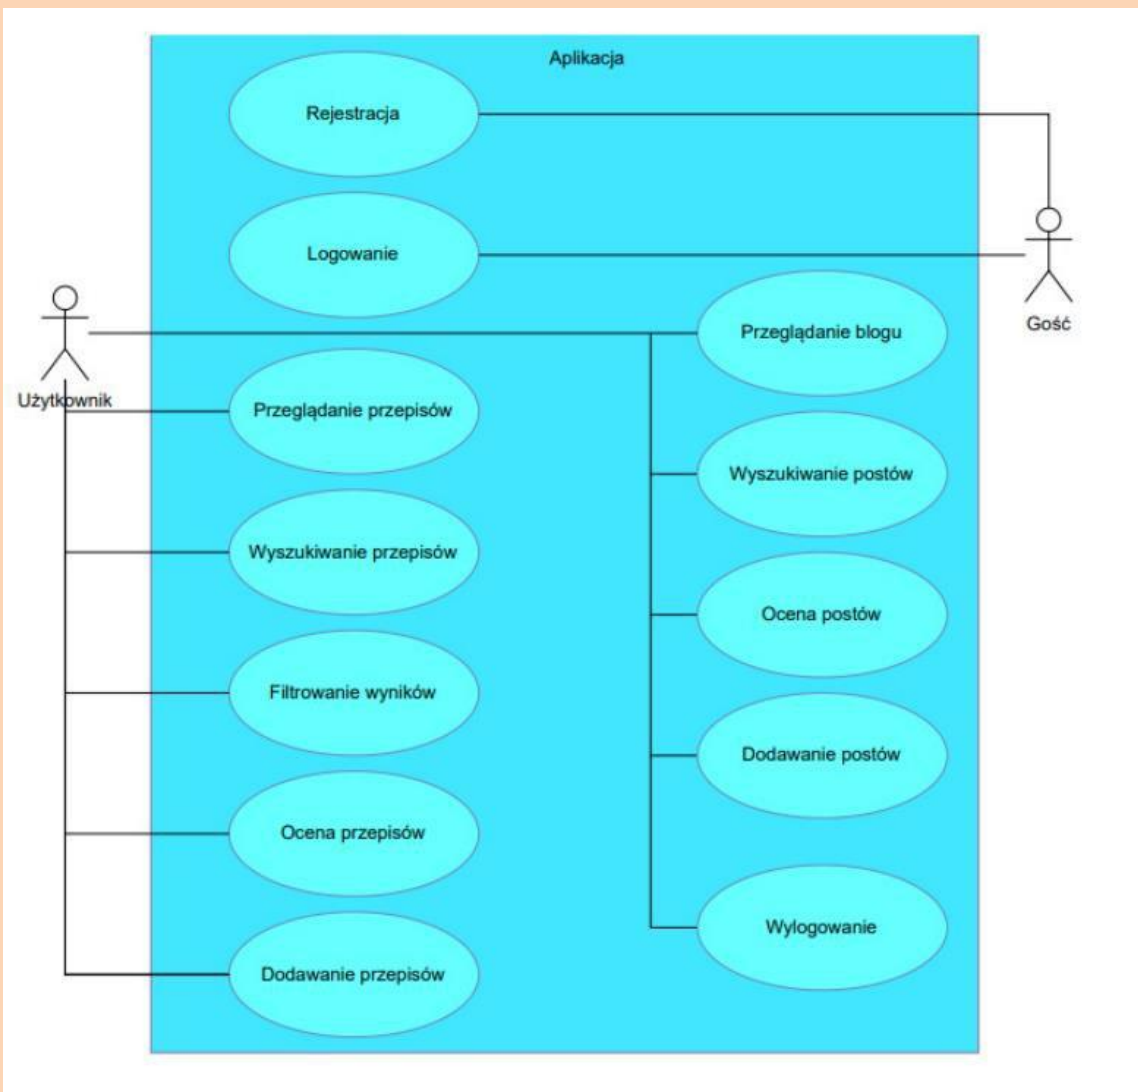 Aplikacja
Rejestracja
Logowanie
Gość
Przeglądanie blogu
Użytkownik
Przeglądanie przepisów
Wyszukiwanie postów
Wyszukiwanie przepisów
Ocena postów
Filtrowanie wyników
Dodawanie postów
Ocena przepisów
Wylogowanie
Dodawanie przepisów